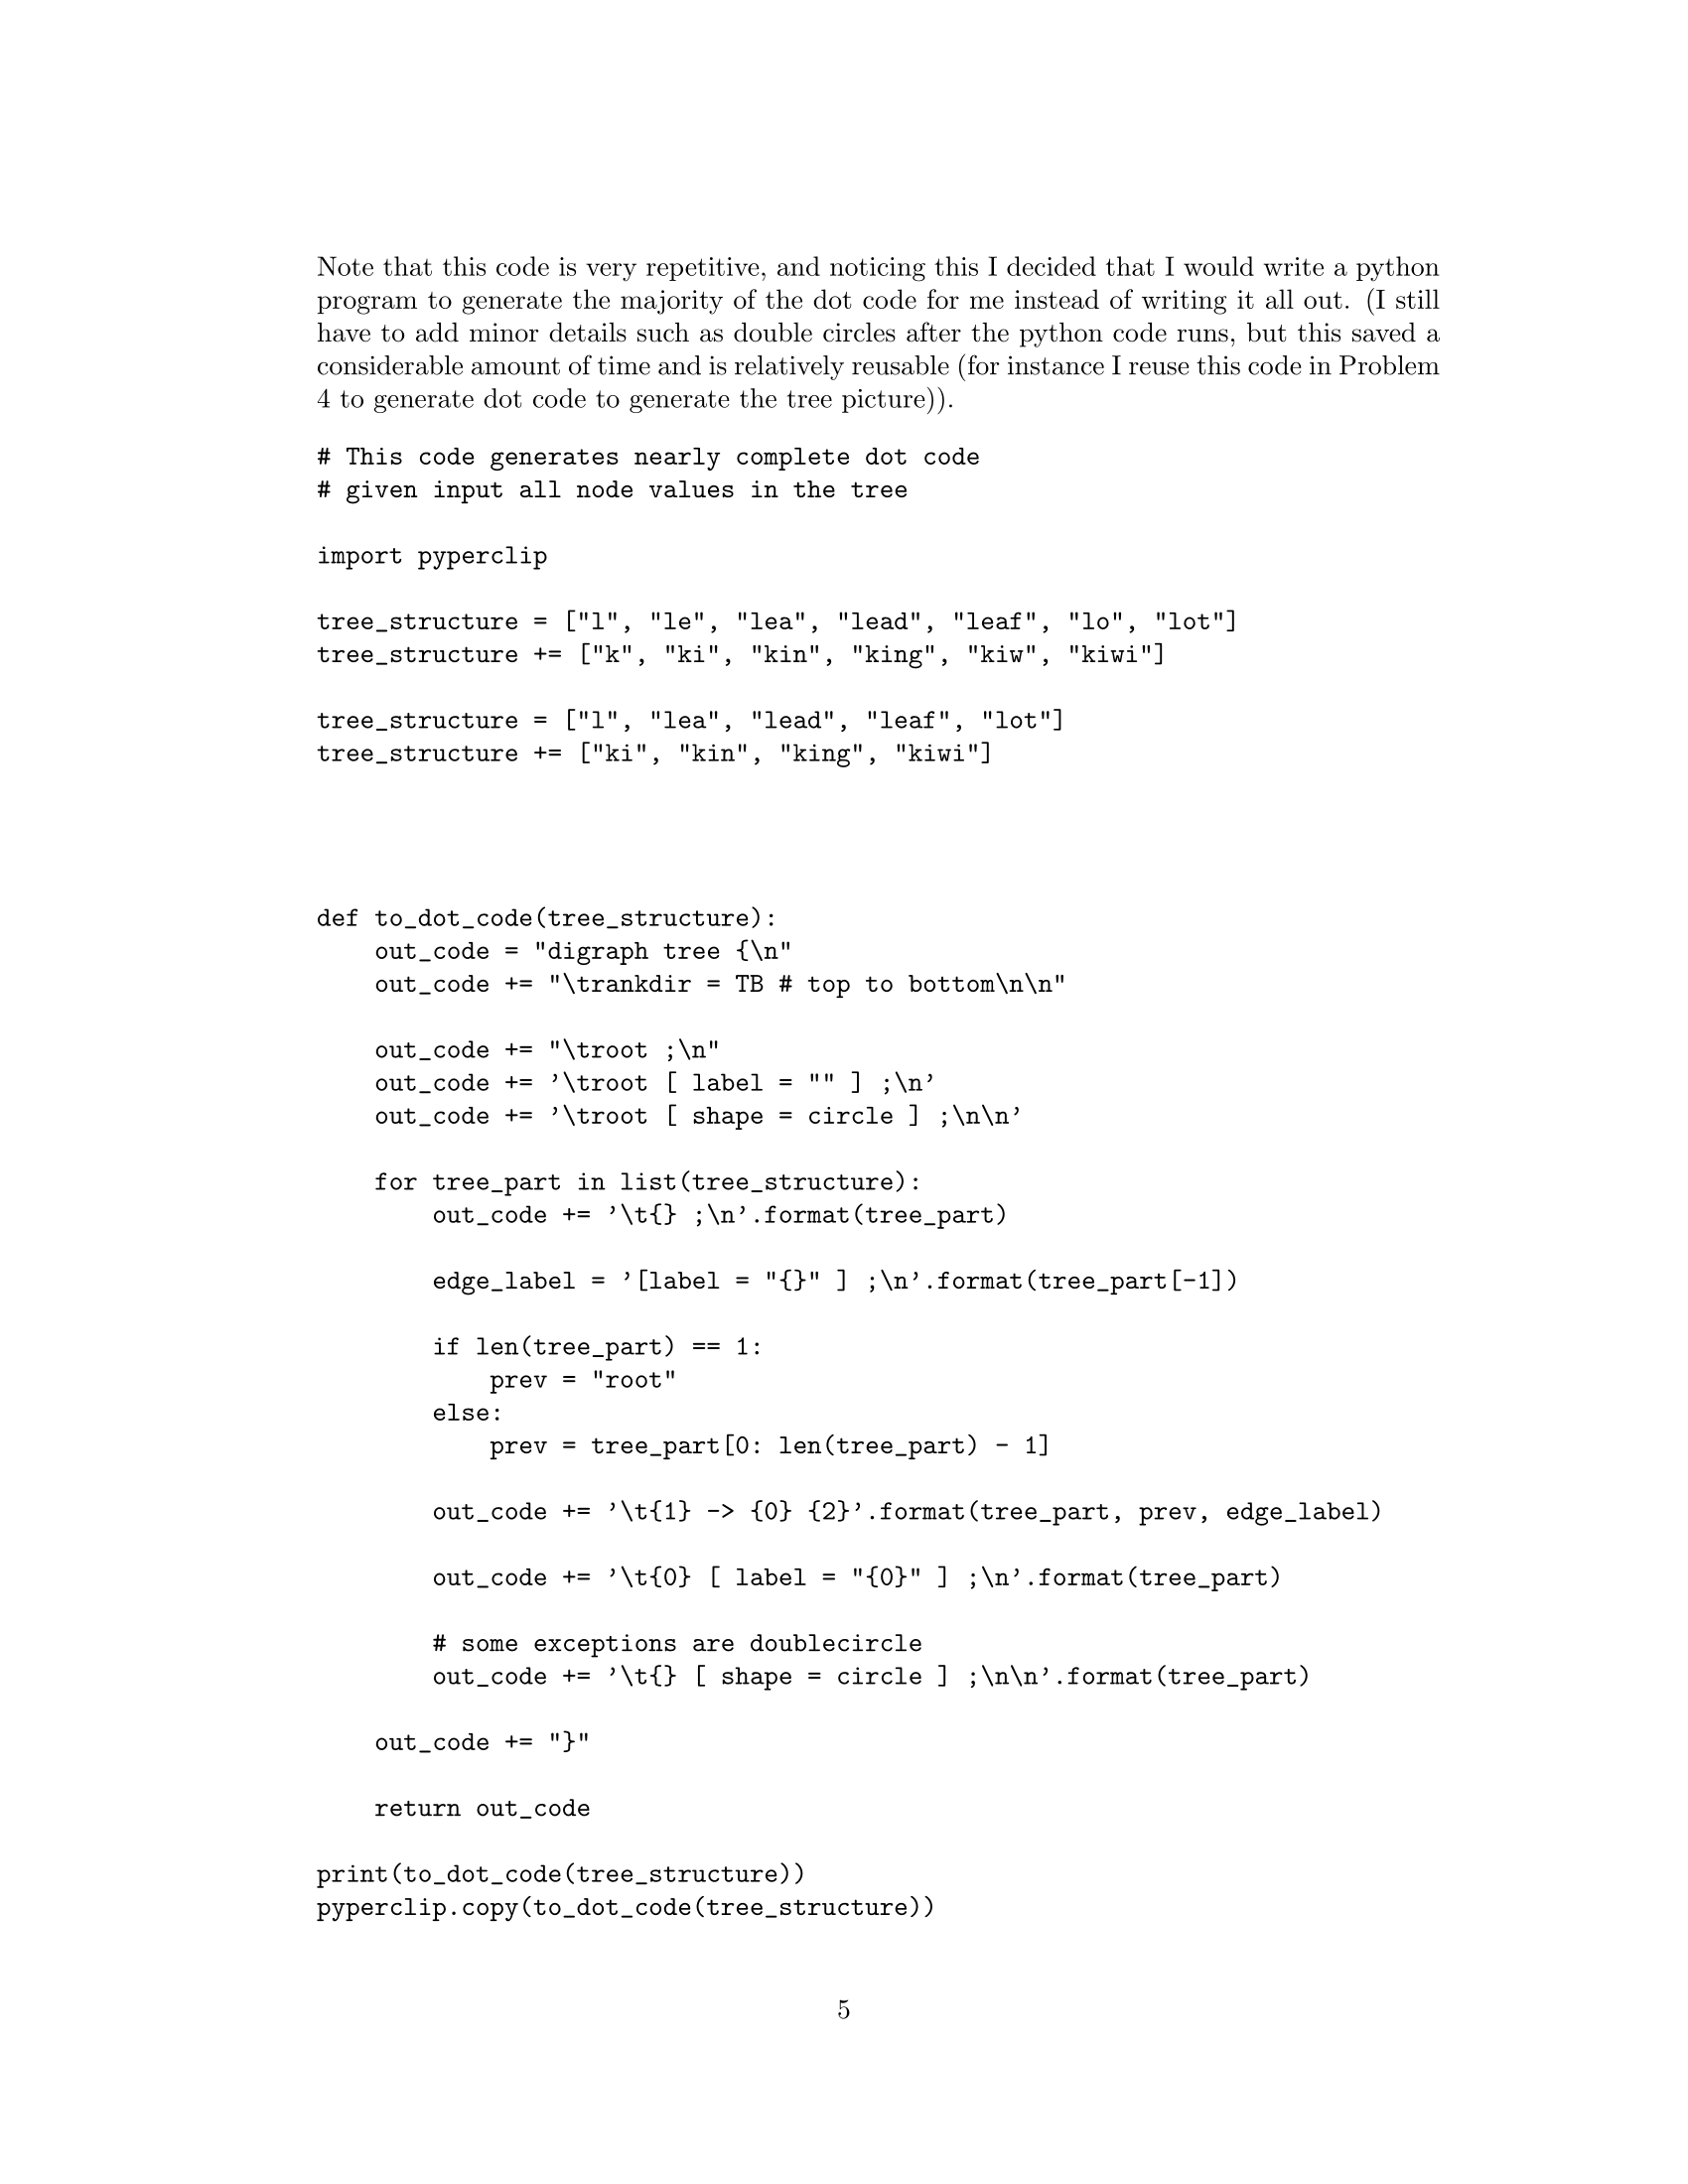 Note that this code is very repetitive, and noticing this I decided that I would write a python
program to generate the majority of the dot code for me instead of writing it all out. (I still
have to add minor details such as double circles after the python code runs, but this saved a
considerable amount of time and is relatively reusable (for instance I reuse this code in Problem
4 to generate dot code to generate the tree picture)).
# This code generates nearly complete dot code
# given input all node values in the tree
import pyperclip
tree_structure = ["l", "le", "lea", "lead", "leaf", "lo", "lot"]
tree_structure += ["k", "ki", "kin", "king", "kiw", "kiwi"]
tree_structure = ["l", "lea", "lead", "leaf", "lot"]
tree_structure += ["ki", "kin", "king", "kiwi"]
def to_dot_code(tree_structure):
    out_code = "digraph tree {\n"
    out_code += "\trankdir = TB # top to bottom\n\n"
    out_code += "\troot ;\n"
    out_code += ’\troot [ label = "" ] ;\n’
    out_code += ’\troot [ shape = circle ] ;\n\n’
    for tree_part in list(tree_structure):
        out_code += ’\t{} ;\n’.format(tree_part)
        edge_label = ’[label = "{}" ] ;\n’.format(tree_part[-1])
        if len(tree_part) == 1:
            prev = "root"
        else:
            prev = tree_part[0: len(tree_part) - 1]
        out_code += ’\t{1} -> {0} {2}’.format(tree_part, prev, edge_label)
        out_code += ’\t{0} [ label = "{0}" ] ;\n’.format(tree_part)
        # some exceptions are doublecircle
        out_code += ’\t{} [ shape = circle ] ;\n\n’.format(tree_part)
    out_code += "}"
    return out_code
print(to_dot_code(tree_structure))
pyperclip.copy(to_dot_code(tree_structure))
5